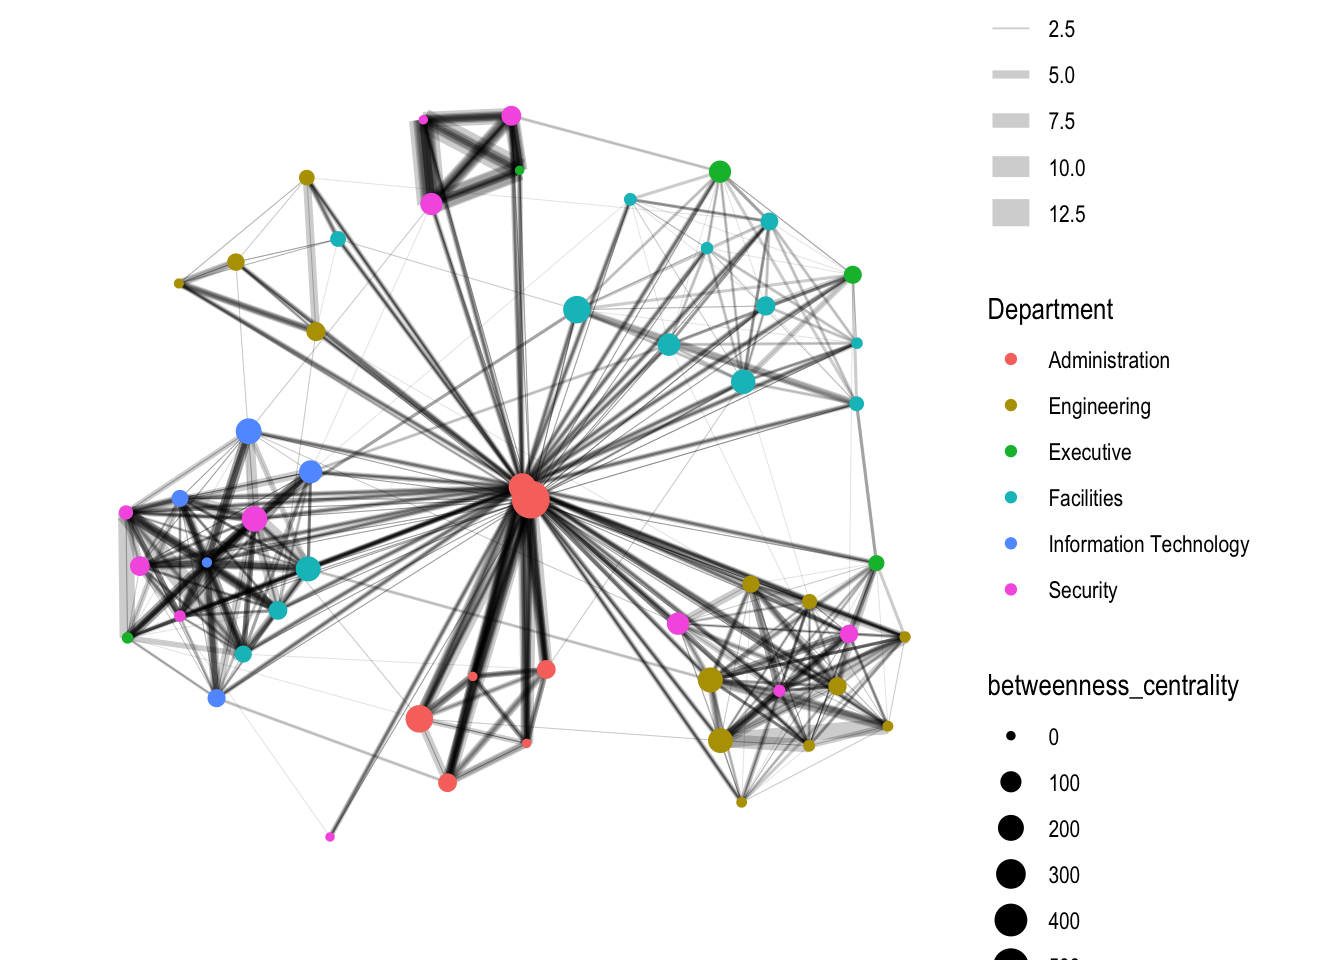 2.5
5.0
7.5
10.0
12.5
Department
Administration
Engineering
Executive
Facilities
Information Technology
Security
betweenness_centrality
0
100
200
300
400